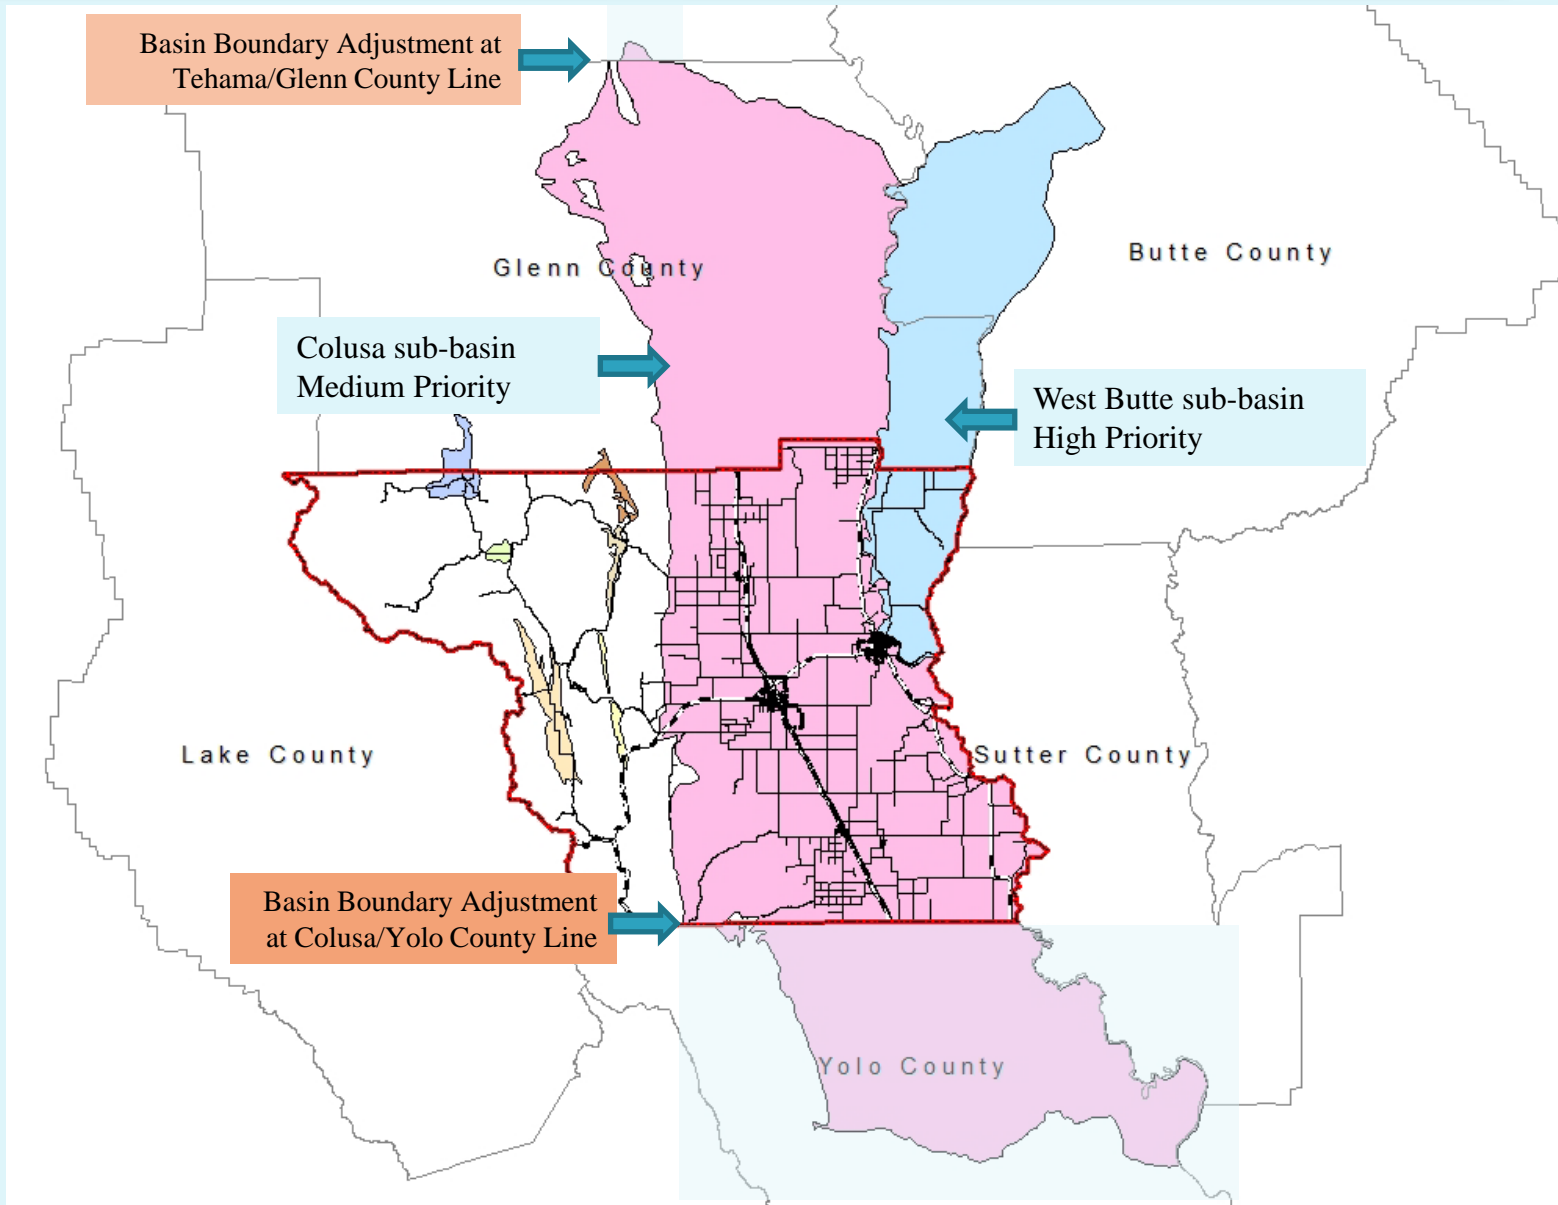 Basin Boundary Adjustment at
Tehama/Glenn County Line
Butte County
Glenn County
Colusa sub-basin
Medium Priority
West Butte sub-basin
High Priority
Lake County
Sutter County
Basin Boundary Adjustment
at Colusa/Yolo County Line
Yolo County